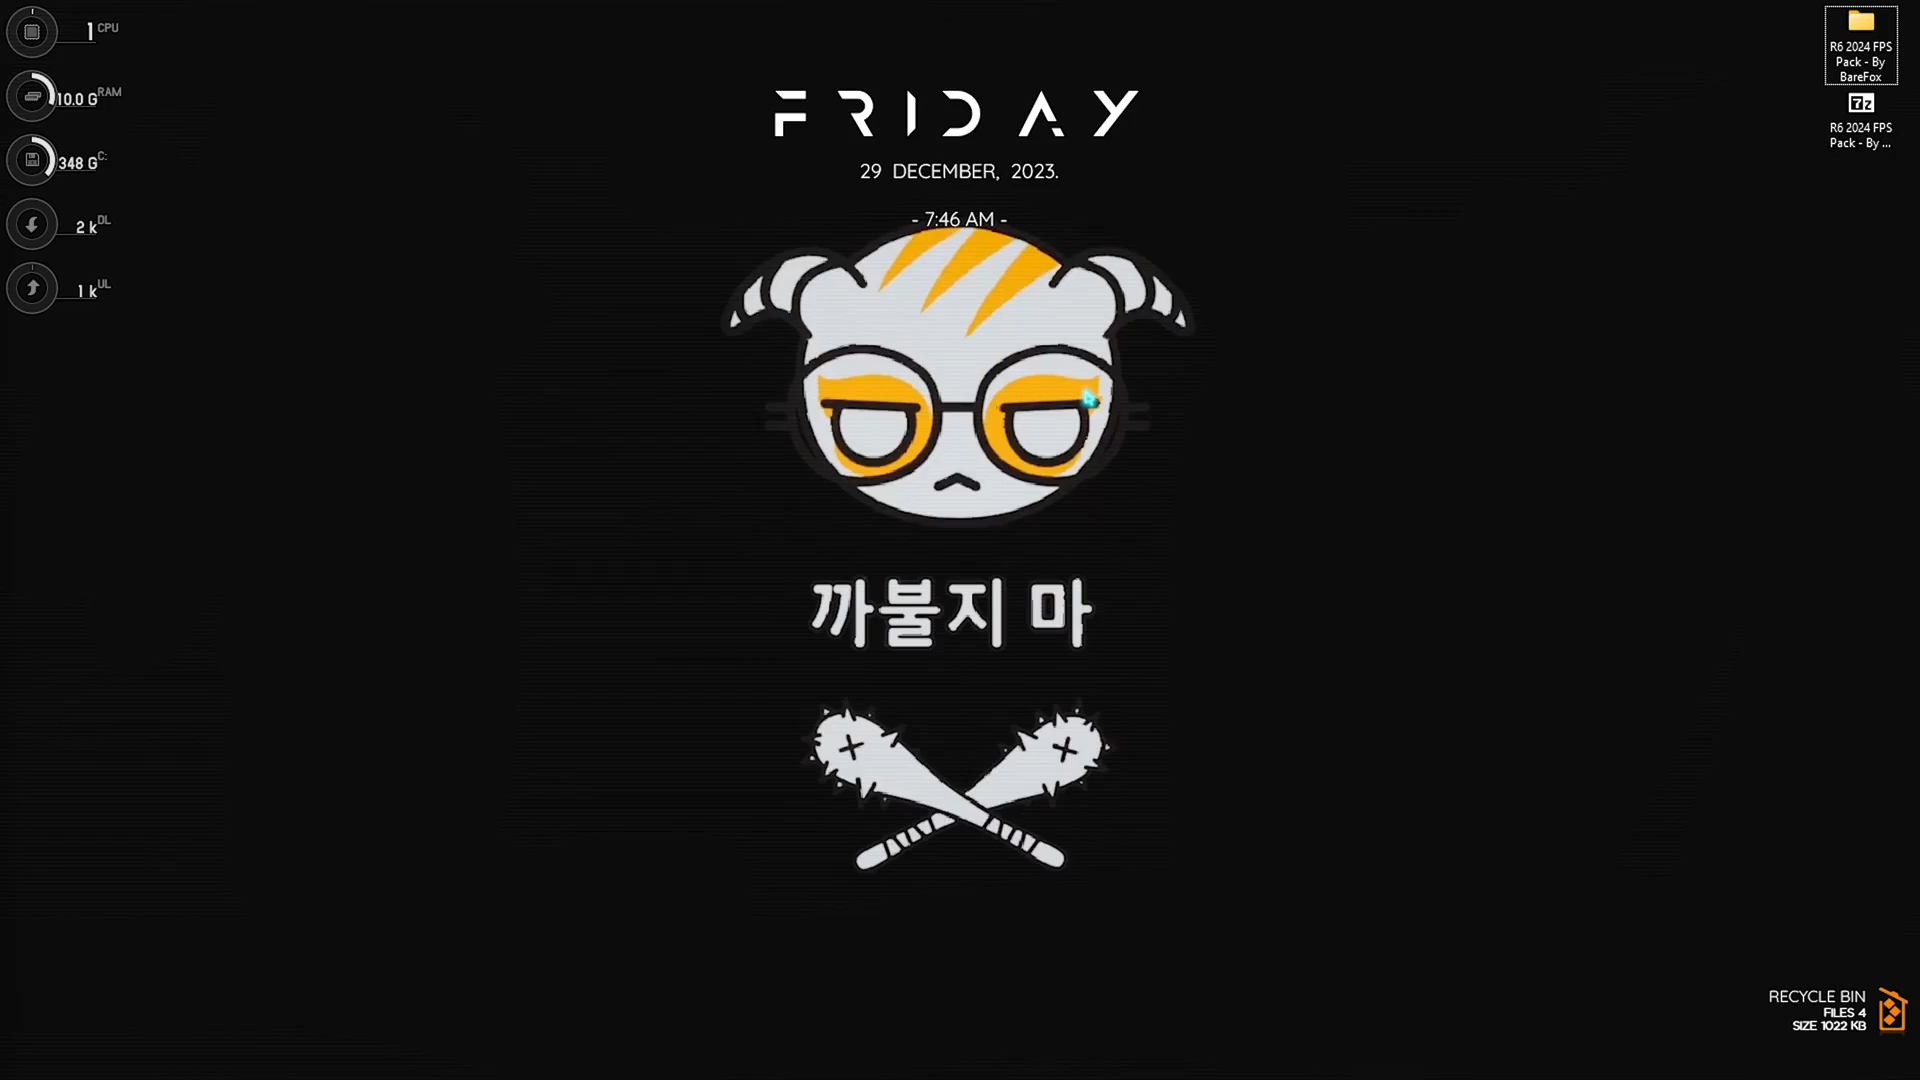 1 CPU
10.0 G RAM
348 G C:
2 k DL
1 k UL
FRIDAY
29 DECEMBER, 2023.
- 7:46 AM -
까불지 마
R6 2024 FPS
Pack - By
BareFox
7z
R6 2024 FPS
Pack - By ...
RECYCLE BIN
FILES 4
SIZE 1022 KB